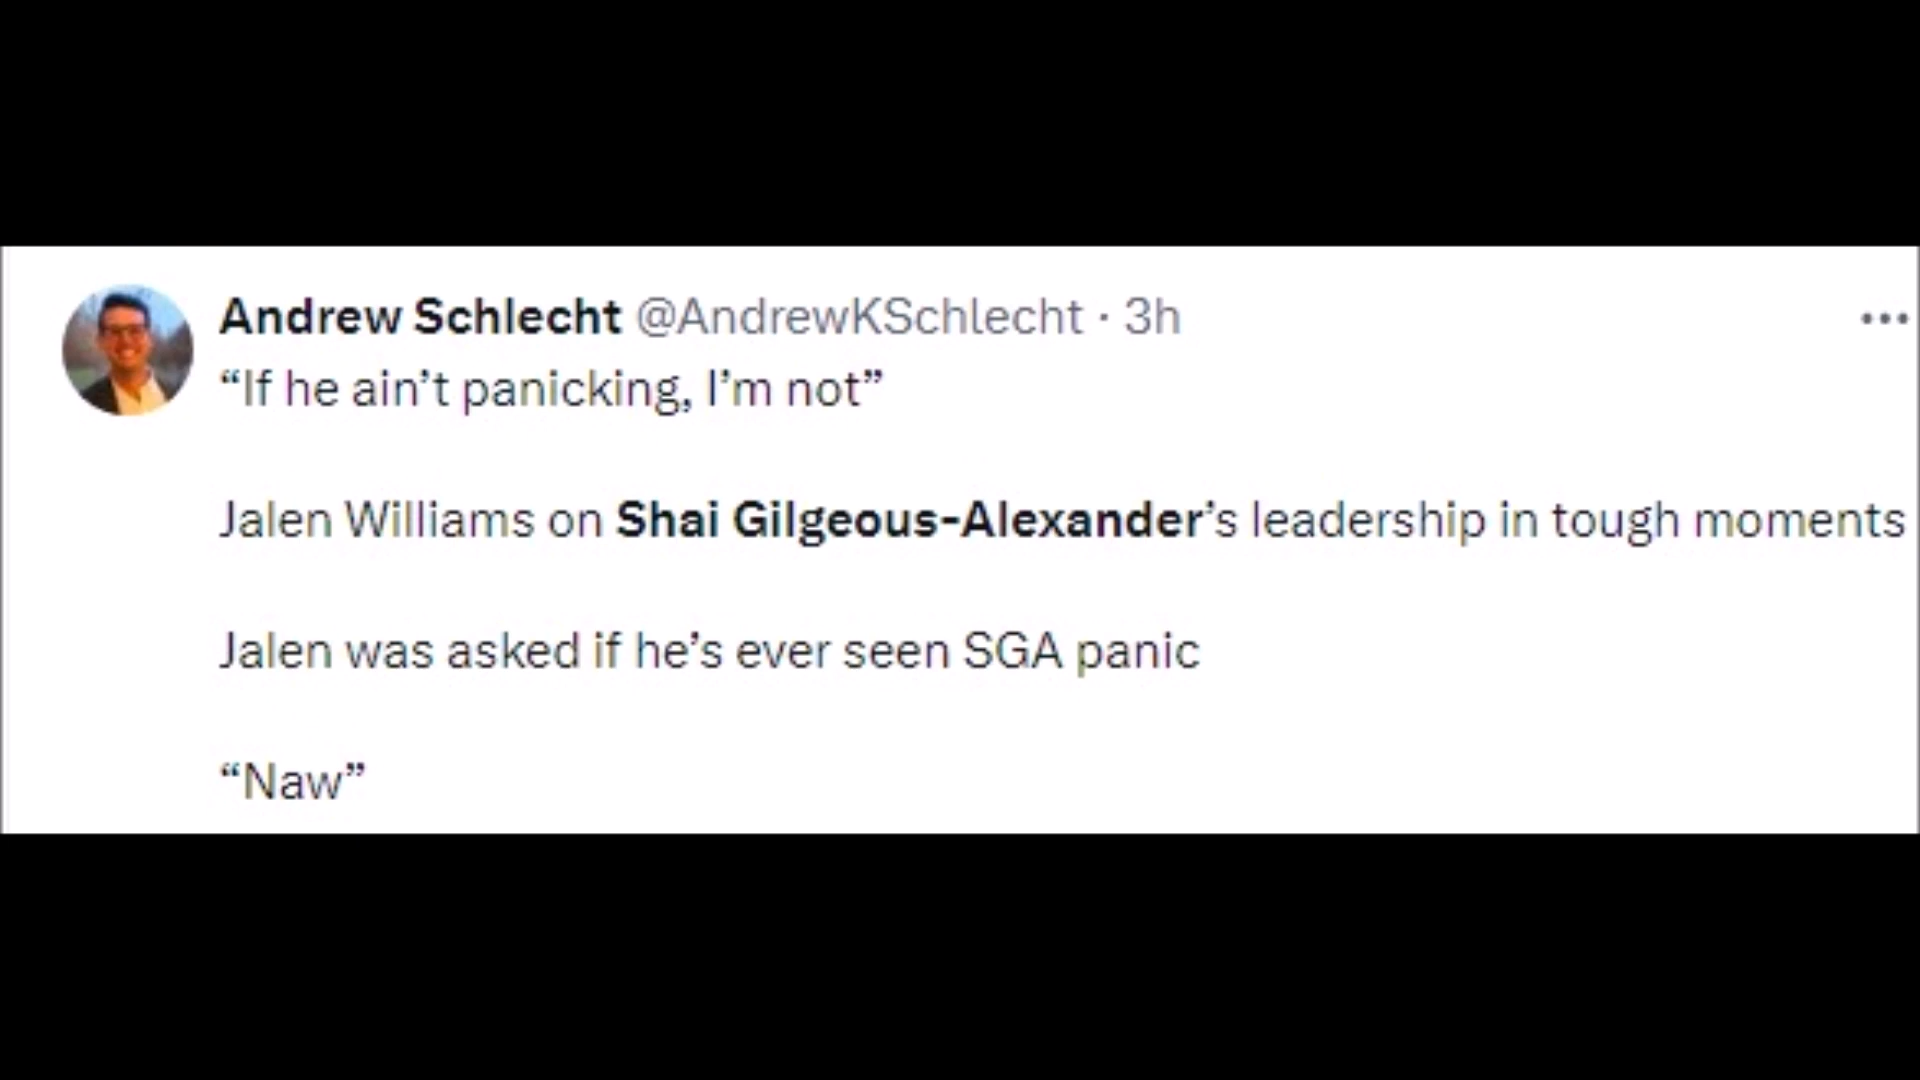 Andrew Schlecht @AndrewKSchlecht · 3h
“If he ain’t panicking, I’m not”
Jalen Williams on Shai Gilgeous-Alexander’s leadership in tough moments
Jalen was asked if he’s ever seen SGA panic
“Naw”